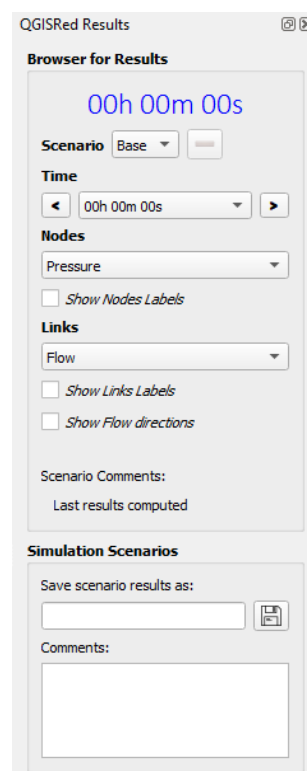 QGISRed Results
Browser for Results
00h 00m 00s
Scenario Base
Time
< 00h 00m 00s >
Nodes
Pressure
Show Nodes Labels
Links
Flow
Show Links Labels
Show Flow directions
Scenario Comments:
Last results computed
Simulation Scenarios
Save scenario results as:
Comments: